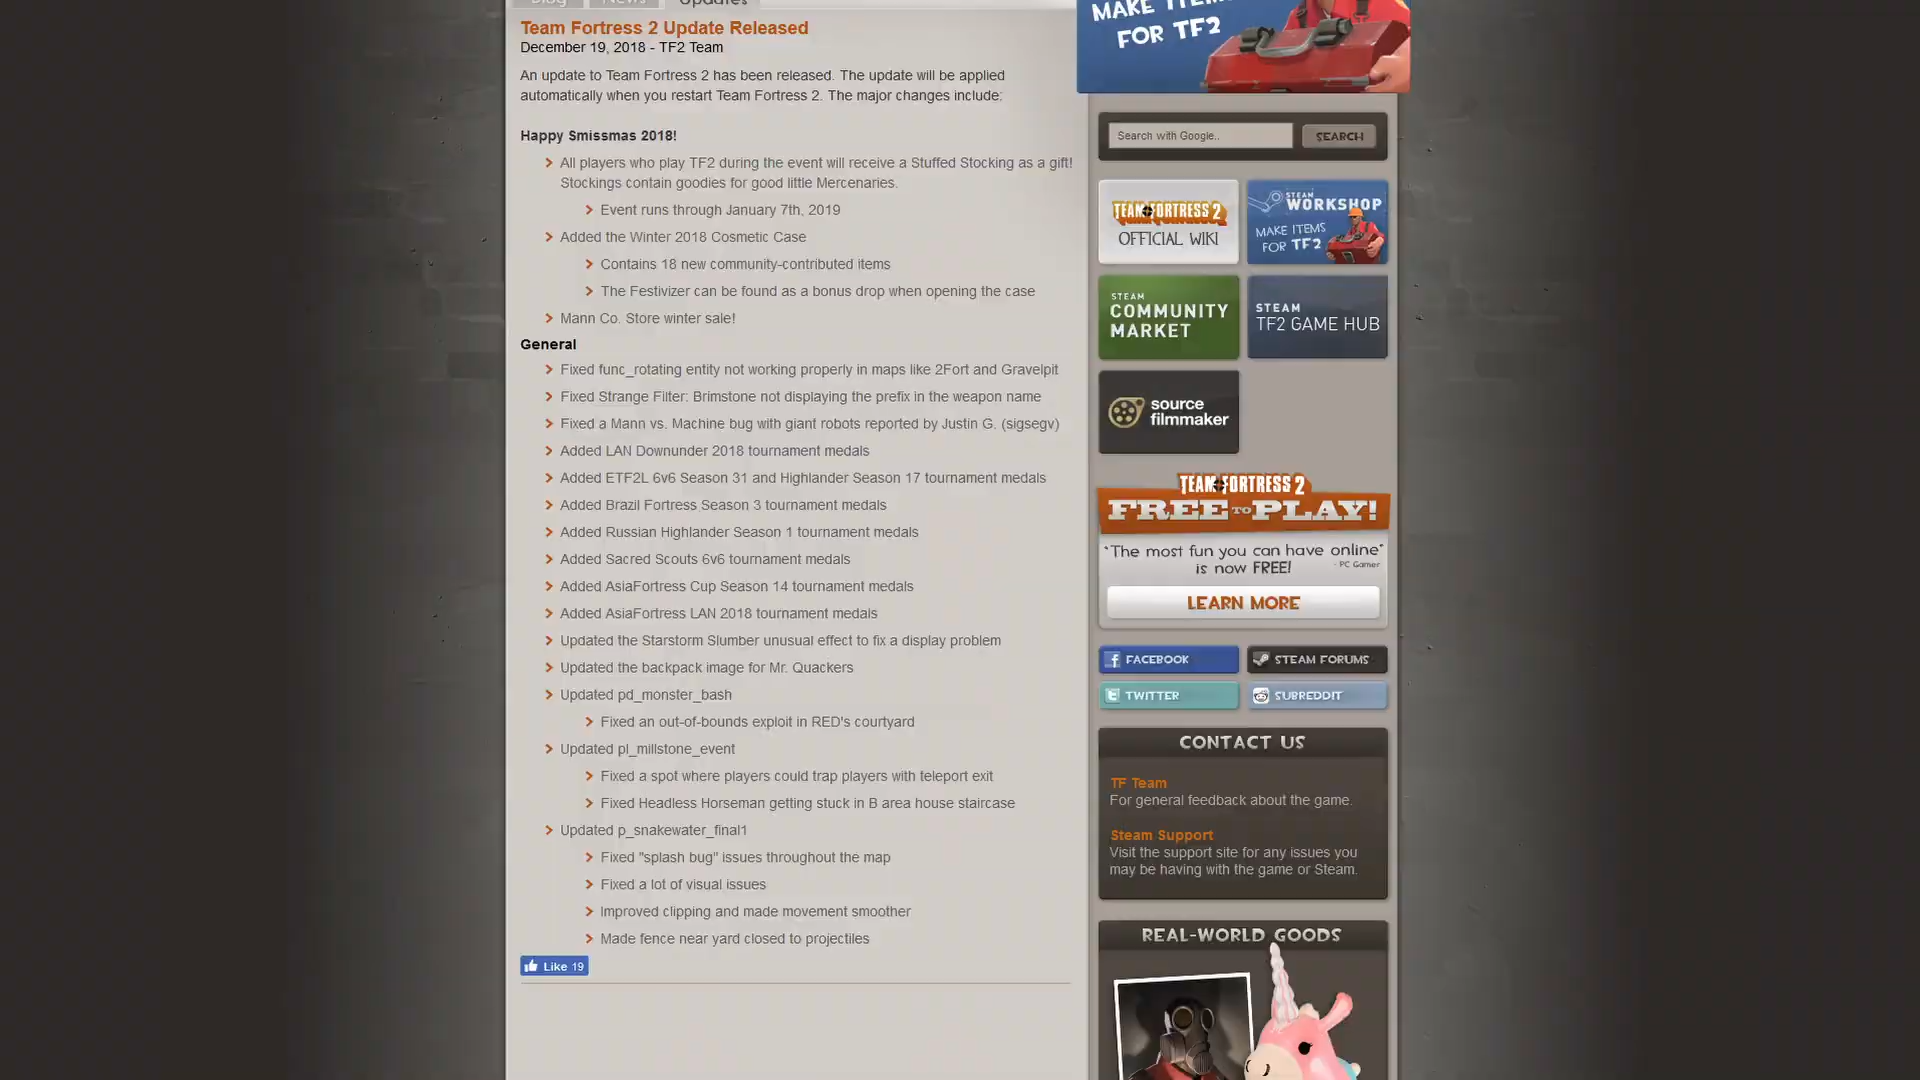 Blog News Updates
Team Fortress 2 Update Released
December 19, 2018 - TF2 Team
An update to Team Fortress 2 has been released. The update will be applied
automatically when you restart Team Fortress 2. The major changes include:
Happy Smissmas 2018!
All players who play TF2 during the event will receive a Stuffed Stocking as a gift!
Stockings contain goodies for good little Mercenaries.
Event runs through January 7th, 2019
Added the Winter 2018 Cosmetic Case
Contains 18 new community-contributed items
The Festivizer can be found as a bonus drop when opening the case
Mann Co. Store winter sale!
General
Fixed func_rotating entity not working properly in maps like 2Fort and Gravelpit
Fixed Strange Filter: Brimstone not displaying the prefix in the weapon name
Fixed a Mann vs. Machine bug with giant robots reported by Justin G. (sigsegv)
Added LAN Downunder 2018 tournament medals
Added ETF2L 6v6 Season 31 and Highlander Season 17 tournament medals
Added Brazil Fortress Season 3 tournament medals
Added Russian Highlander Season 1 tournament medals
Added Sacred Scouts 6v6 tournament medals
Added AsiaFortress Cup Season 14 tournament medals
Added AsiaFortress LAN 2018 tournament medals
Updated the Starstorm Slumber unusual effect to fix a display problem
Updated the backpack image for Mr. Quackers
Updated pd_monster_bash
Fixed an out-of-bounds exploit in RED's courtyard
Updated pl_millstone_event
Fixed a spot where players could trap players with teleport exit
Fixed Headless Horseman getting stuck in B area house staircase
Updated p_snakewater_final1
Fixed "splash bug" issues throughout the map
Fixed a lot of visual issues
Improved clipping and made movement smoother
Made fence near yard closed to projectiles
Like 19
MAKE ITEMS
FOR TF2
Search with Google..
SEARCH
TEAM FORTRESS 2
OFFICIAL WIKI
STEAM
WORKSHOP
MAKE ITEMS
FOR TF2
STEAM
COMMUNITY
MARKET
STEAM
TF2 GAME HUB
source
filmmaker
TEAM FORTRESS 2
FREE TO PLAY!
"The most fun you can have online"
is now FREE! - PC Gamer
LEARN MORE
FACEBOOK
STEAM FORUMS
TWITTER
SUBREDDIT
CONTACT US
TF Team
For general feedback about the game.
Steam Support
Visit the support site for any issues you
may be having with the game or Steam.
REAL-WORLD GOODS